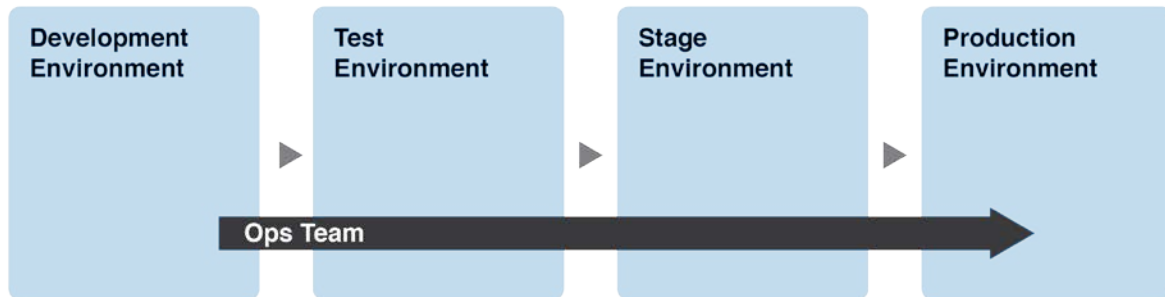 Development
Environment
Test
Environment
Stage
Environment
Production
Environment
Ops Team